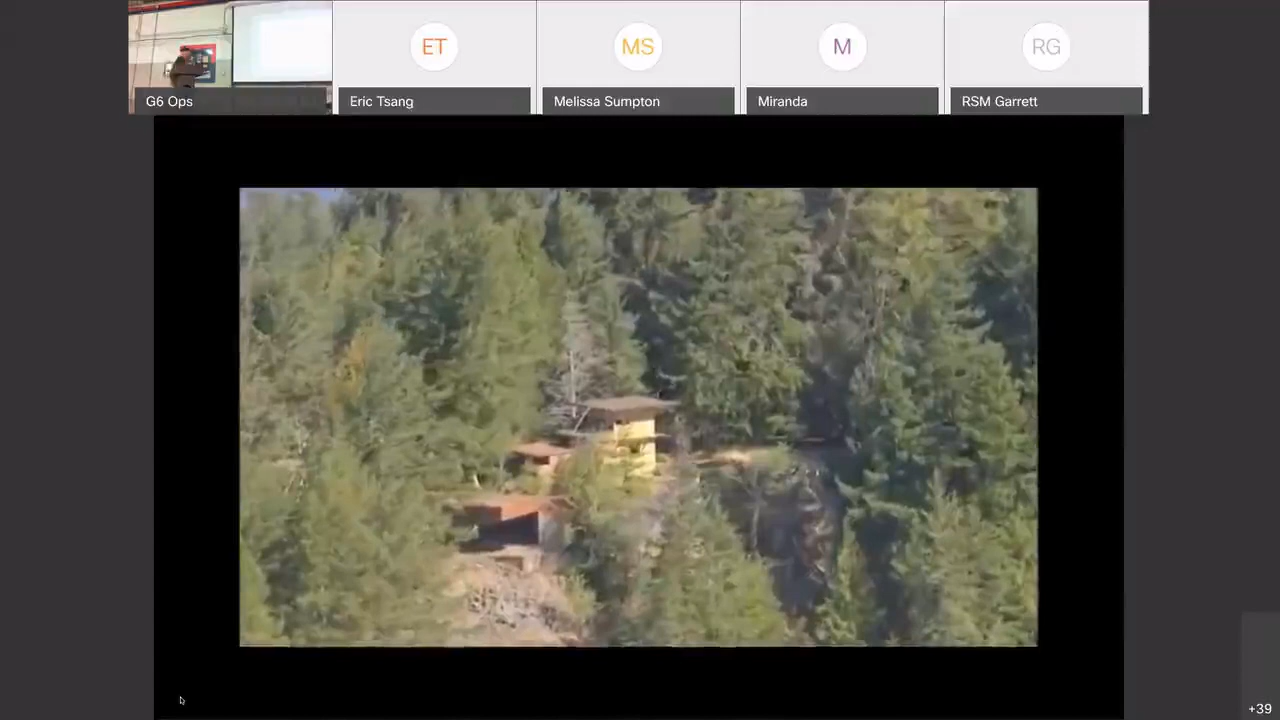 ET
MS
M
RG
G6 Ops
Eric Tsang
Melissa Sumpton
Miranda
RSM Garrett
+39